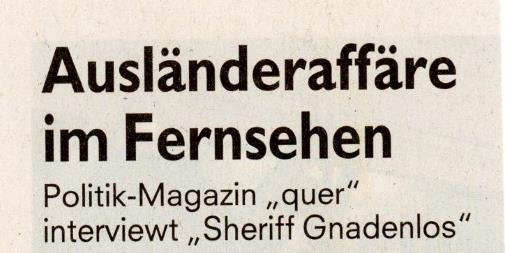 Ausländeraffäre
im Fernsehen
Politik-Magazin „quer“
interviewt „Sheriff Gnadenlos“